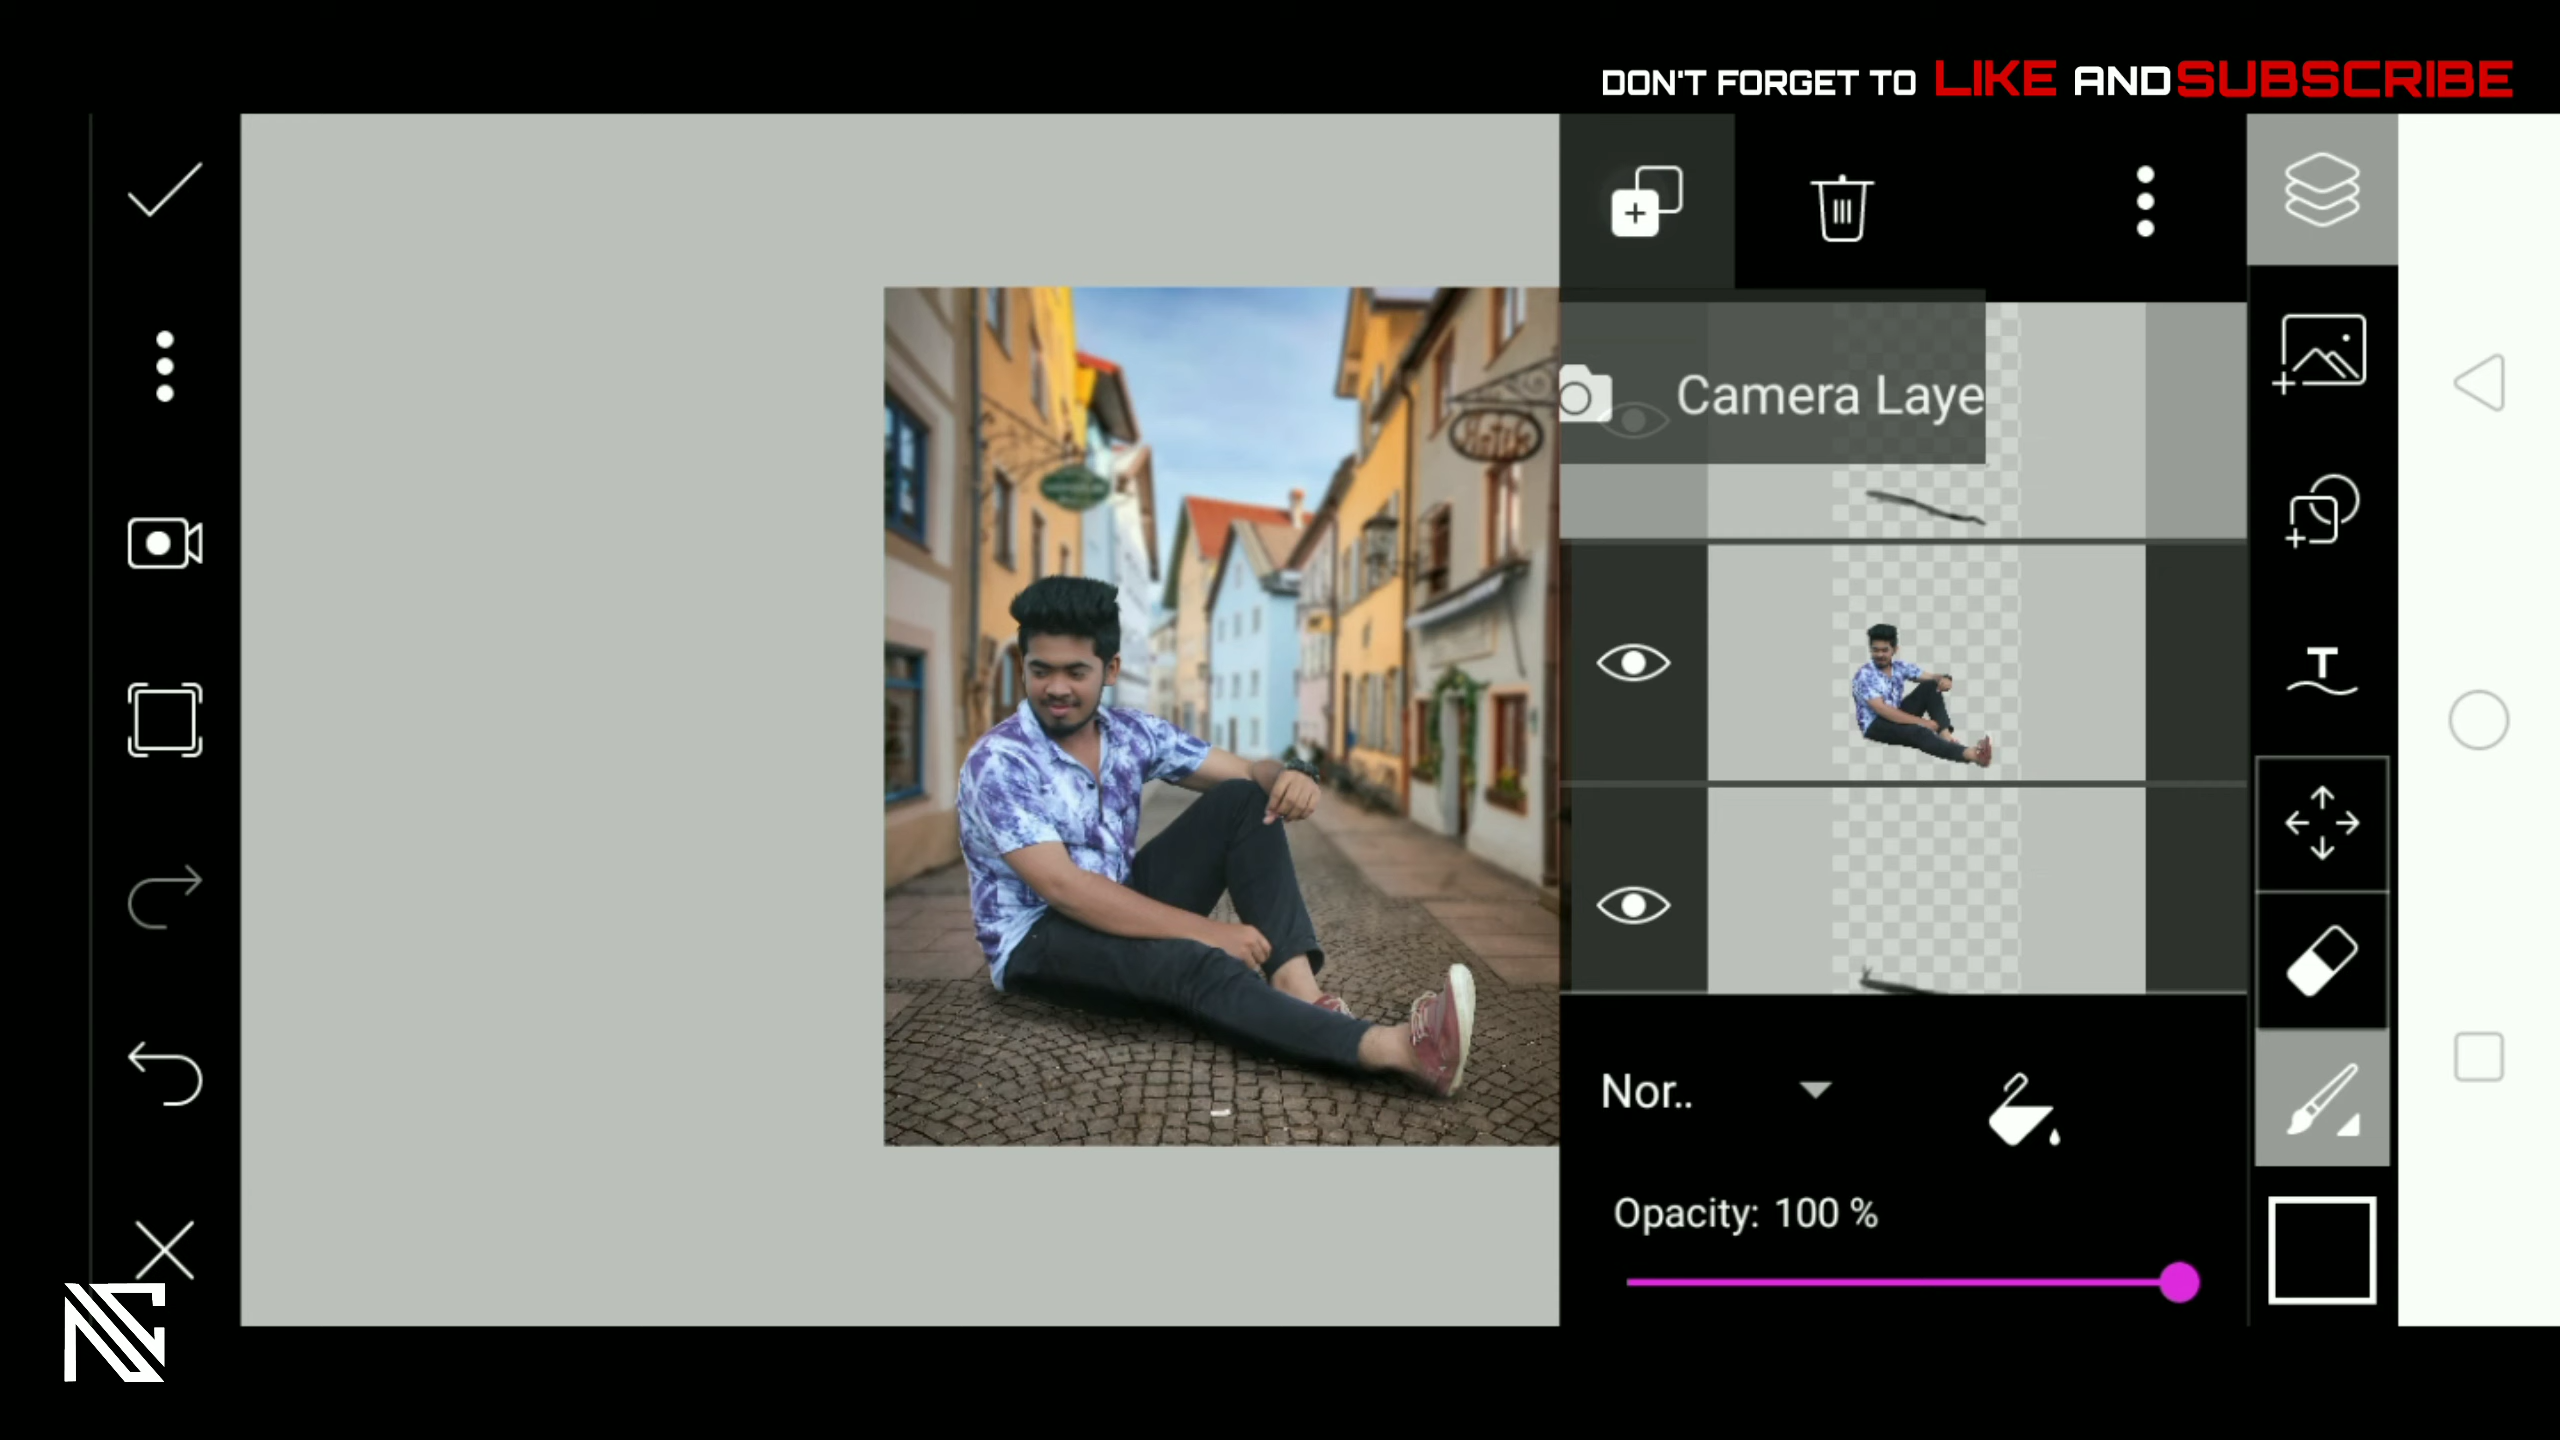 DON'T FORGET TO LIKE AND SUBSCRIBE
Camera Laye
T
Nor..
Opacity: 100 %